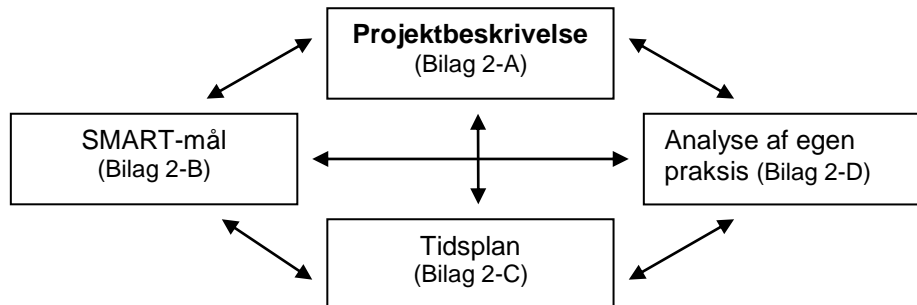 Projektbeskrivelse
(Bilag 2-A)
SMART-mål
(Bilag 2-B)
Analyse af egen
praksis (Bilag 2-D)
Tidsplan
(Bilag 2-C)